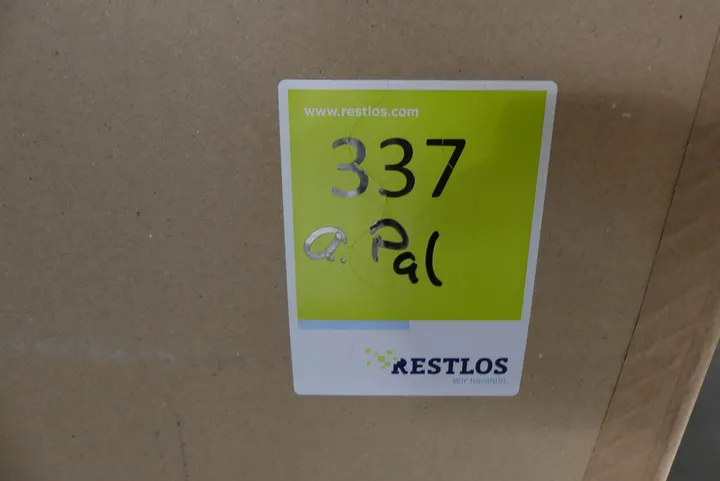 www.restlos.com
337
a. Pal
RESTLOS
Wir handeln.